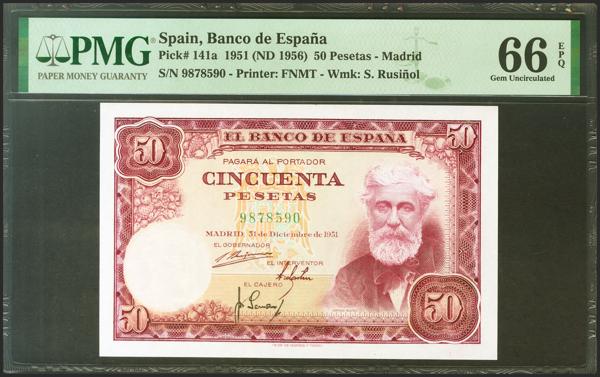 PMG
PAPER MONEY GUARANTY
Spain, Banco de España
Pick# 141a 1951 (ND 1956) 50 Pesetas - Madrid
S/N 9878590 - Printer: FNMT - Wmk: S. Rusiñol
66 EPQ
Gem Uncirculated
50
EL BANCO DE ESPAÑA
50
PAGARÁ AL PORTADOR
CINCUENTA
PESETAS
9878590
MADRID, 31 de Diciembre de 1951
EL GOBERNADOR
EL INTERVENTOR
EL CAJERO
50
50